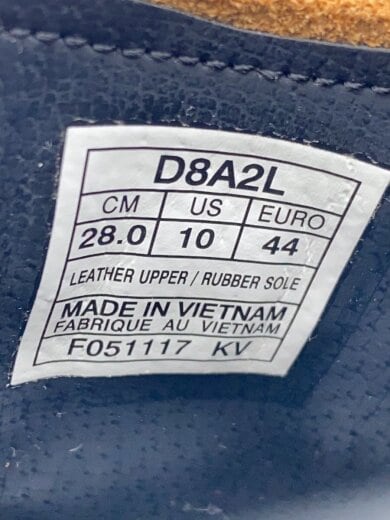 D8A2L
CM US EURO
28.0 10 44
LEATHER UPPER / RUBBER SOLE
MADE IN VIETNAM
FABRIQUE AU VIETNAM
F051117 KV